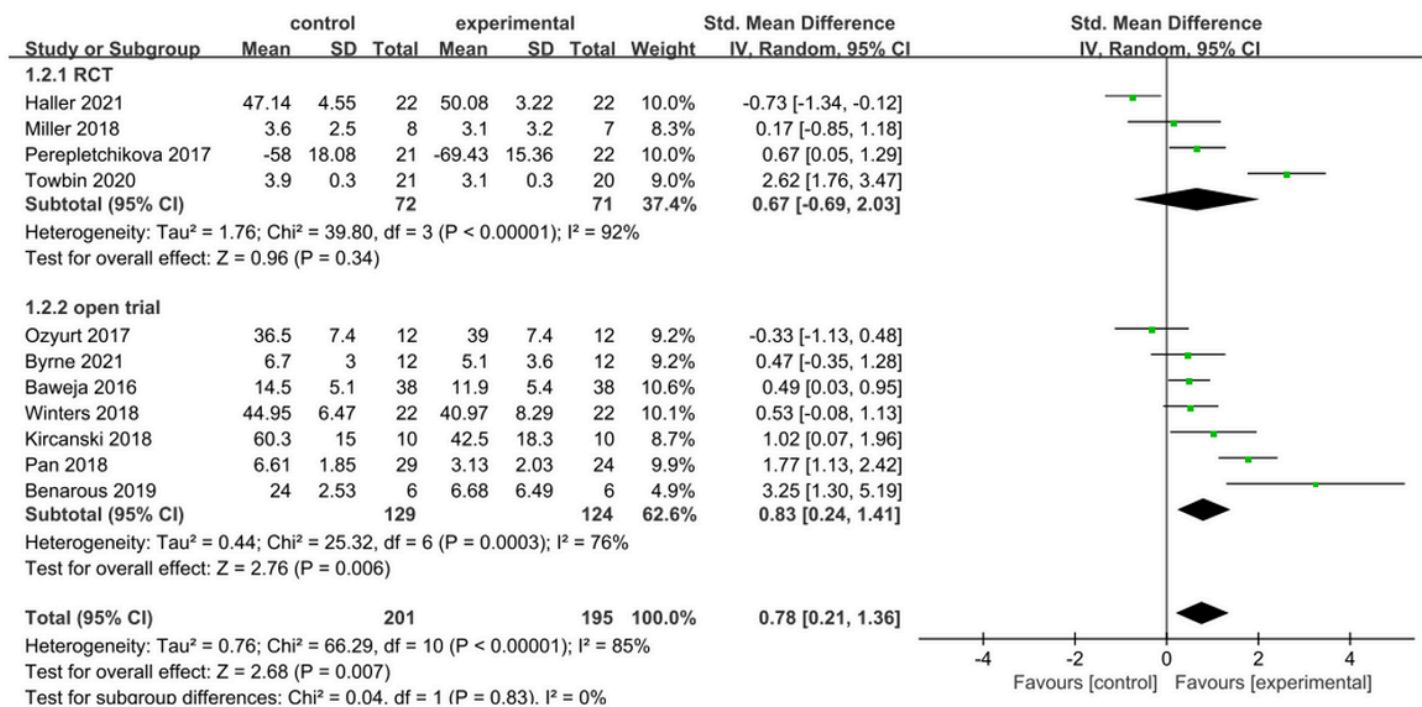 control experimental Std. Mean Difference Std. Mean Difference
Study or Subgroup Mean SD Total Mean SD Total Weight IV, Random, 95% CI IV, Random, 95% CI
1.2.1 RCT
Haller 2021 47.14 4.55 22 50.08 3.22 22 10.0% -0.73 [-1.34, -0.12]
Miller 2018 3.6 2.5 8 3.1 3.2 7 8.3% 0.17 [-0.85, 1.18]
Perepletchikova 2017 -58 18.08 21 -69.43 15.36 22 10.0% 0.67 [0.05, 1.29]
Towbin 2020 3.9 0.3 21 3.1 0.3 20 9.0% 2.62 [1.76, 3.47]
Subtotal (95% CI) 72 71 37.4% 0.67 [-0.69, 2.03]
Heterogeneity: Tau² = 1.76; Chi² = 39.80, df = 3 (P < 0.00001); I² = 92%
Test for overall effect: Z = 0.96 (P = 0.34)
1.2.2 open trial
Ozyurt 2017 36.5 7.4 12 39 7.4 12 9.2% -0.33 [-1.13, 0.48]
Byrne 2021 6.7 3 12 5.1 3.6 12 9.2% 0.47 [-0.35, 1.28]
Baweja 2016 14.5 5.1 38 11.9 5.4 38 10.6% 0.49 [0.03, 0.95]
Winters 2018 44.95 6.47 22 40.97 8.29 22 10.1% 0.53 [-0.08, 1.13]
Kircanski 2018 60.3 15 10 42.5 18.3 10 8.7% 1.02 [0.07, 1.96]
Pan 2018 6.61 1.85 29 3.13 2.03 24 9.9% 1.77 [1.13, 2.42]
Benarous 2019 24 2.53 6 6.68 6.49 6 4.9% 3.25 [1.30, 5.19]
Subtotal (95% CI) 129 124 62.6% 0.83 [0.24, 1.41]
Heterogeneity: Tau² = 0.44; Chi² = 25.32, df = 6 (P = 0.0003); I² = 76%
Test for overall effect: Z = 2.76 (P = 0.006)
Total (95% CI) 201 195 100.0% 0.78 [0.21, 1.36]
Heterogeneity: Tau² = 0.76; Chi² = 66.29, df = 10 (P < 0.00001); I² = 85%
Test for overall effect: Z = 2.68 (P = 0.007)
Test for subgroup differences: Chi² = 0.04, df = 1 (P = 0.83), I² = 0%
-4 -2 0 2 4
Favours [control] Favours [experimental]